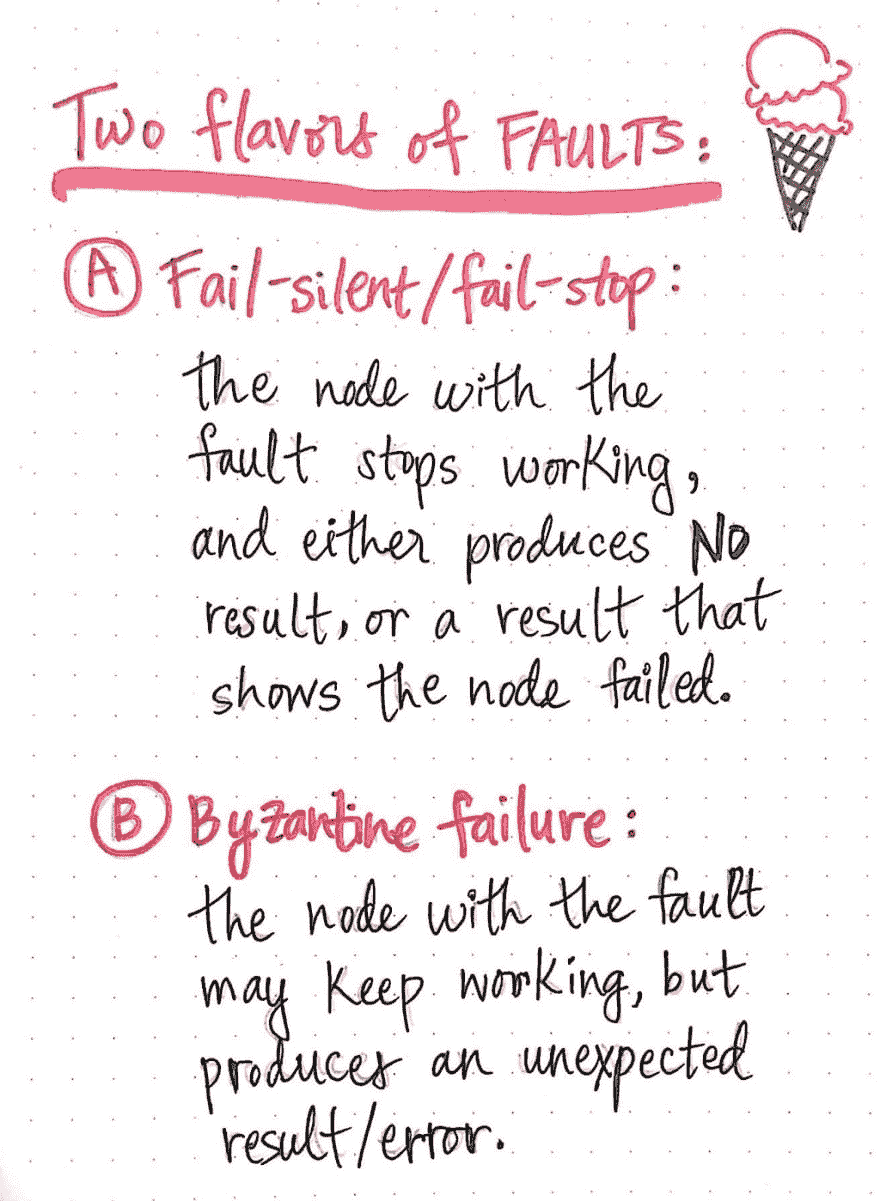 Two flavors of FAULTS:
A Fail-silent/fail-stop:
the node with the
fault stops working,
and either produces NO
result, or a result that
shows the node failed.
B Byzantine failure:
the node with the fault
may keep working, but
produces an unexpected
result/error.